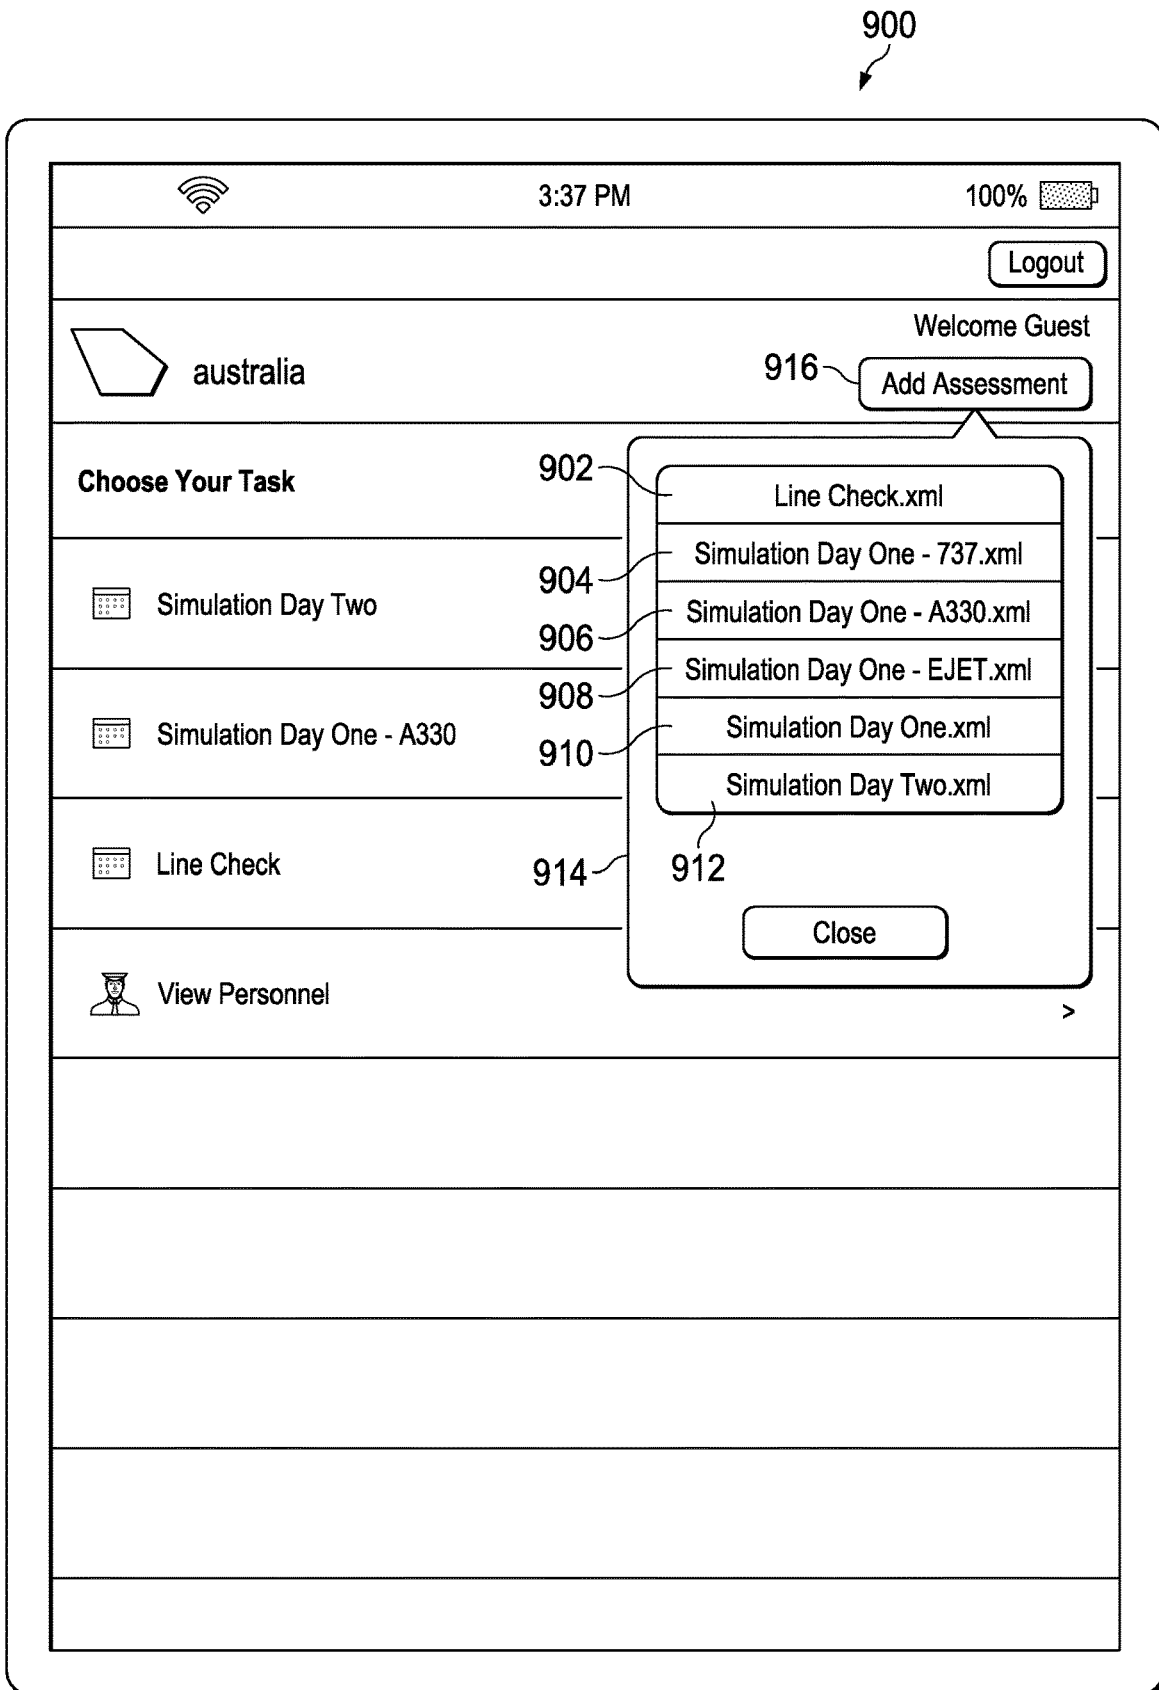 900
3:37 PM
100%
Logout
Welcome Guest
australia
916
Add Assessment
Choose Your Task
902
Line Check.xml
904
Simulation Day One - 737.xml
Simulation Day Two
906
Simulation Day One - A330.xml
908
Simulation Day One - EJET.xml
Simulation Day One - A330
910
Simulation Day One.xml
Simulation Day Two.xml
Line Check
914
912
Close
View Personnel
>